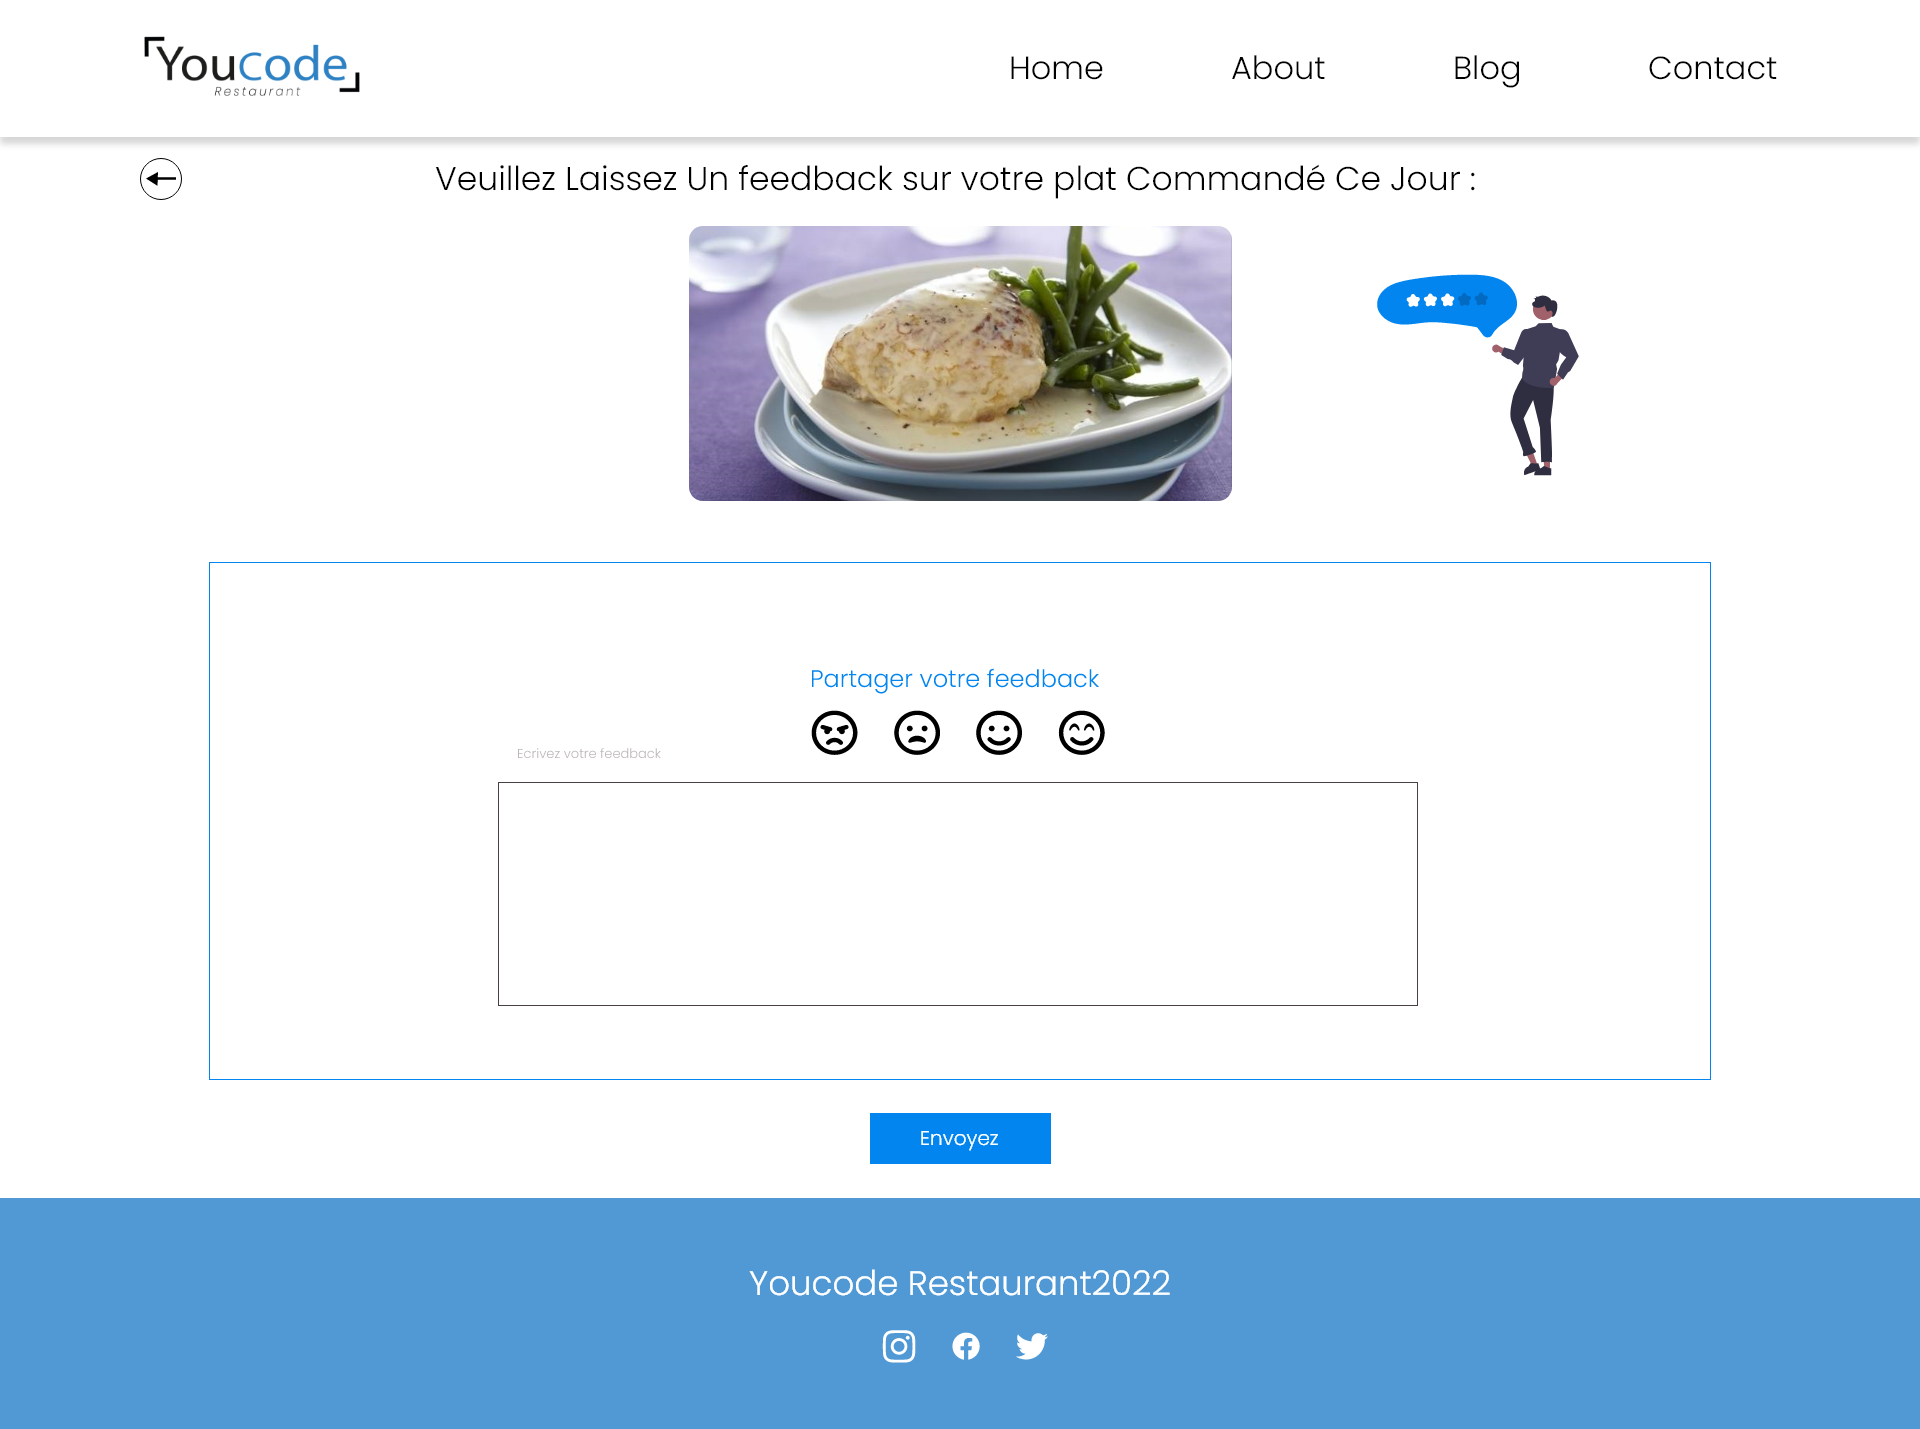 YouCode
Restaurant
Home About Blog Contact
Veuillez Laissez Un feedback sur votre plat Commandé Ce Jour :
Partager votre feedback
Ecrivez votre feedback
Envoyez
Youcode Restaurant2022